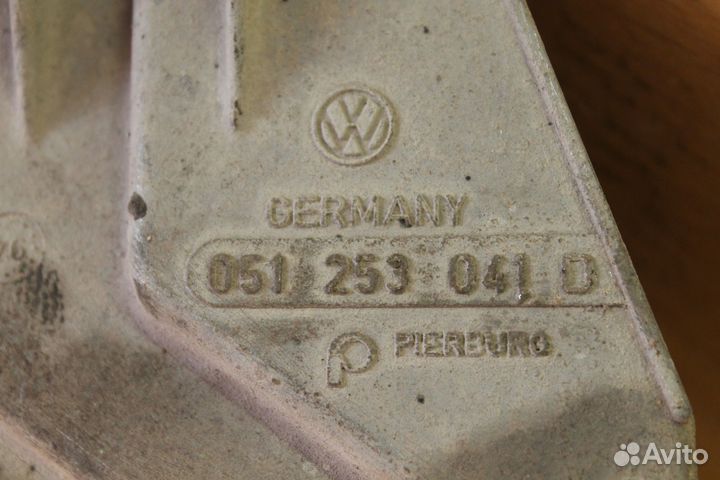 VW
GERMANY
051 253 041 D
PIERBURG
Avito